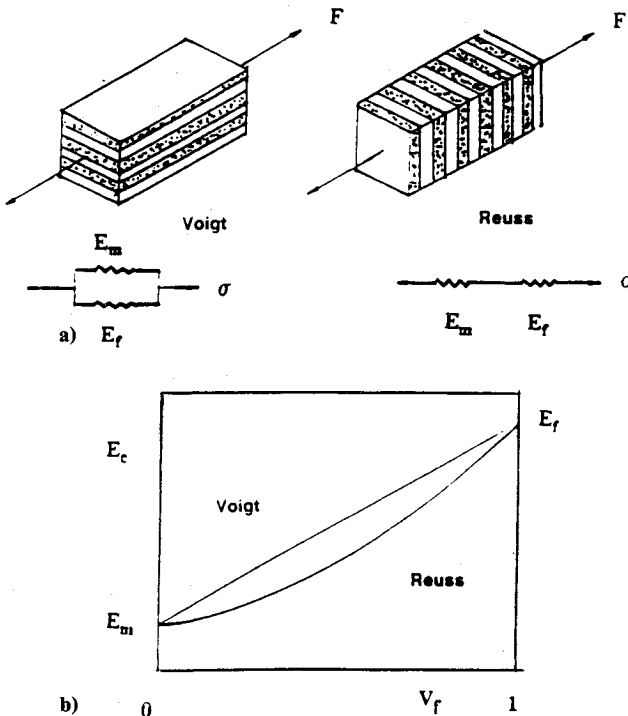 F
F
Voigt
Reuss
E_m
σ
E_m
E_f
a) E_f
E_c
E_f
Voigt
Reuss
E_m
b) 0 V_f 1